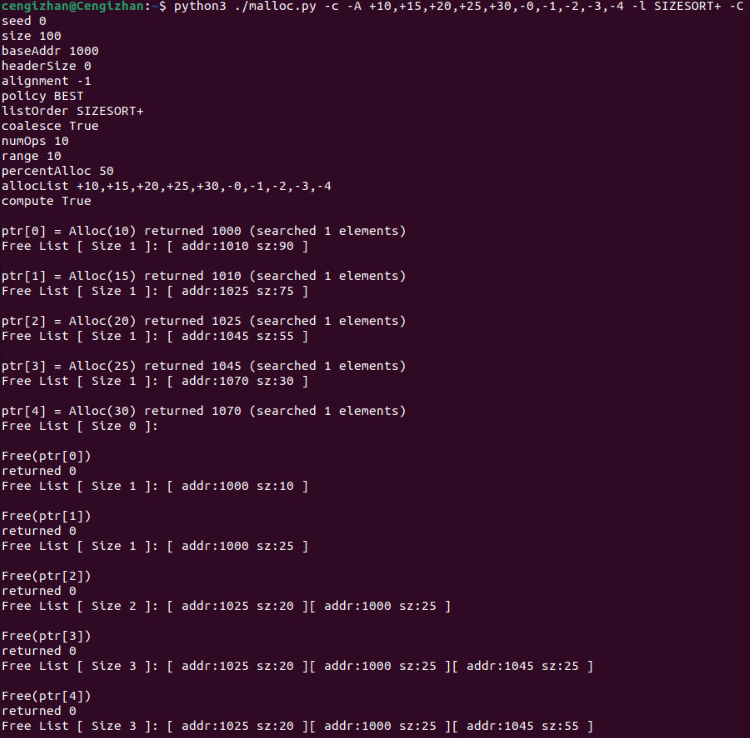 cengizhan@Cengizhan:~$ python3 ./malloc.py -c -A +10,+15,+20,+25,+30,-0,-1,-2,-3,-4 -l SIZESORT+ -C
seed 0
size 100
baseAddr 1000
headerSize 0
alignment -1
policy BEST
listOrder SIZESORT+
coalesce True
numOps 10
range 10
percentAlloc 50
allocList +10,+15,+20,+25,+30,-0,-1,-2,-3,-4
compute True
ptr[0] = Alloc(10) returned 1000 (searched 1 elements)
Free List [ Size 1 ]: [ addr:1010 sz:90 ]
ptr[1] = Alloc(15) returned 1010 (searched 1 elements)
Free List [ Size 1 ]: [ addr:1025 sz:75 ]
ptr[2] = Alloc(20) returned 1025 (searched 1 elements)
Free List [ Size 1 ]: [ addr:1045 sz:55 ]
ptr[3] = Alloc(25) returned 1045 (searched 1 elements)
Free List [ Size 1 ]: [ addr:1070 sz:30 ]
ptr[4] = Alloc(30) returned 1070 (searched 1 elements)
Free List [ Size 0 ]:
Free(ptr[0])
returned 0
Free List [ Size 1 ]: [ addr:1000 sz:10 ]
Free(ptr[1])
returned 0
Free List [ Size 1 ]: [ addr:1000 sz:25 ]
Free(ptr[2])
returned 0
Free List [ Size 2 ]: [ addr:1025 sz:20 ][ addr:1000 sz:25 ]
Free(ptr[3])
returned 0
Free List [ Size 3 ]: [ addr:1025 sz:20 ][ addr:1000 sz:25 ][ addr:1045 sz:25 ]
Free(ptr[4])
returned 0
Free List [ Size 3 ]: [ addr:1025 sz:20 ][ addr:1000 sz:25 ][ addr:1045 sz:55 ]